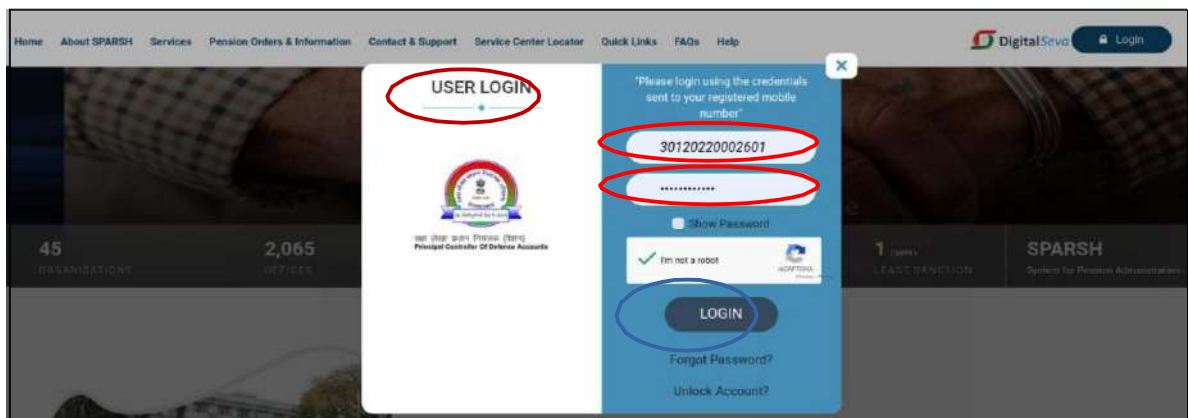 Home About SPARSH Services Pension Orders & Information Contact & Support Service Center Locator Quick Links FAQs Help
DigitalSeva
Login
USER LOGIN
Principal Controller Of Defence Accounts
"Please login using the credentials
sent to your registered mobile
number"
30120220002601
Show Password
I'm not a robot
reCAPTCHA
LOGIN
Forgot Password?
Unlock Account?
45
ORGANISATIONS
2,065
OFFICES
1
LEAST SANCTION
SPARSH
System for Pension Administration